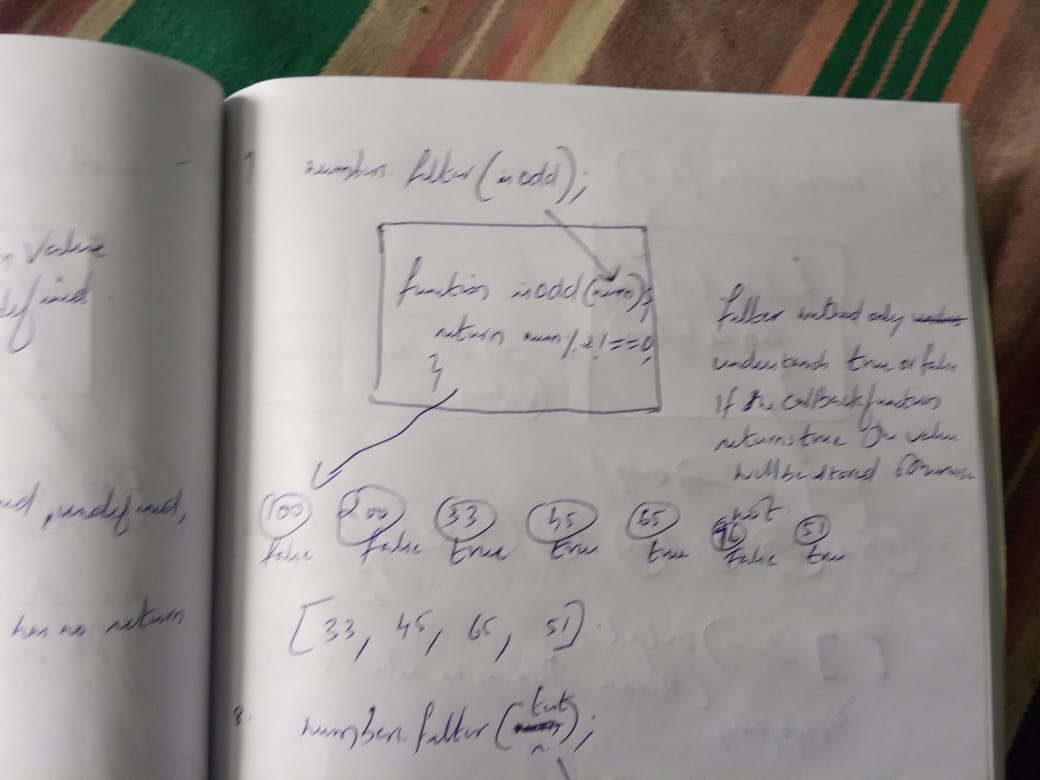 n value
defined
ed, undefined,
has no return
7. numbers.filter(isodd);
function isodd(num);
return num%2!==0;
}
filter method only
understands true or false
if the callback function
returns true the value
will be stored otherwise
not.
100 200 33 45 65 96 51
false false true true true false true
[33, 45, 65, 51].
8. numbers.filter(
);